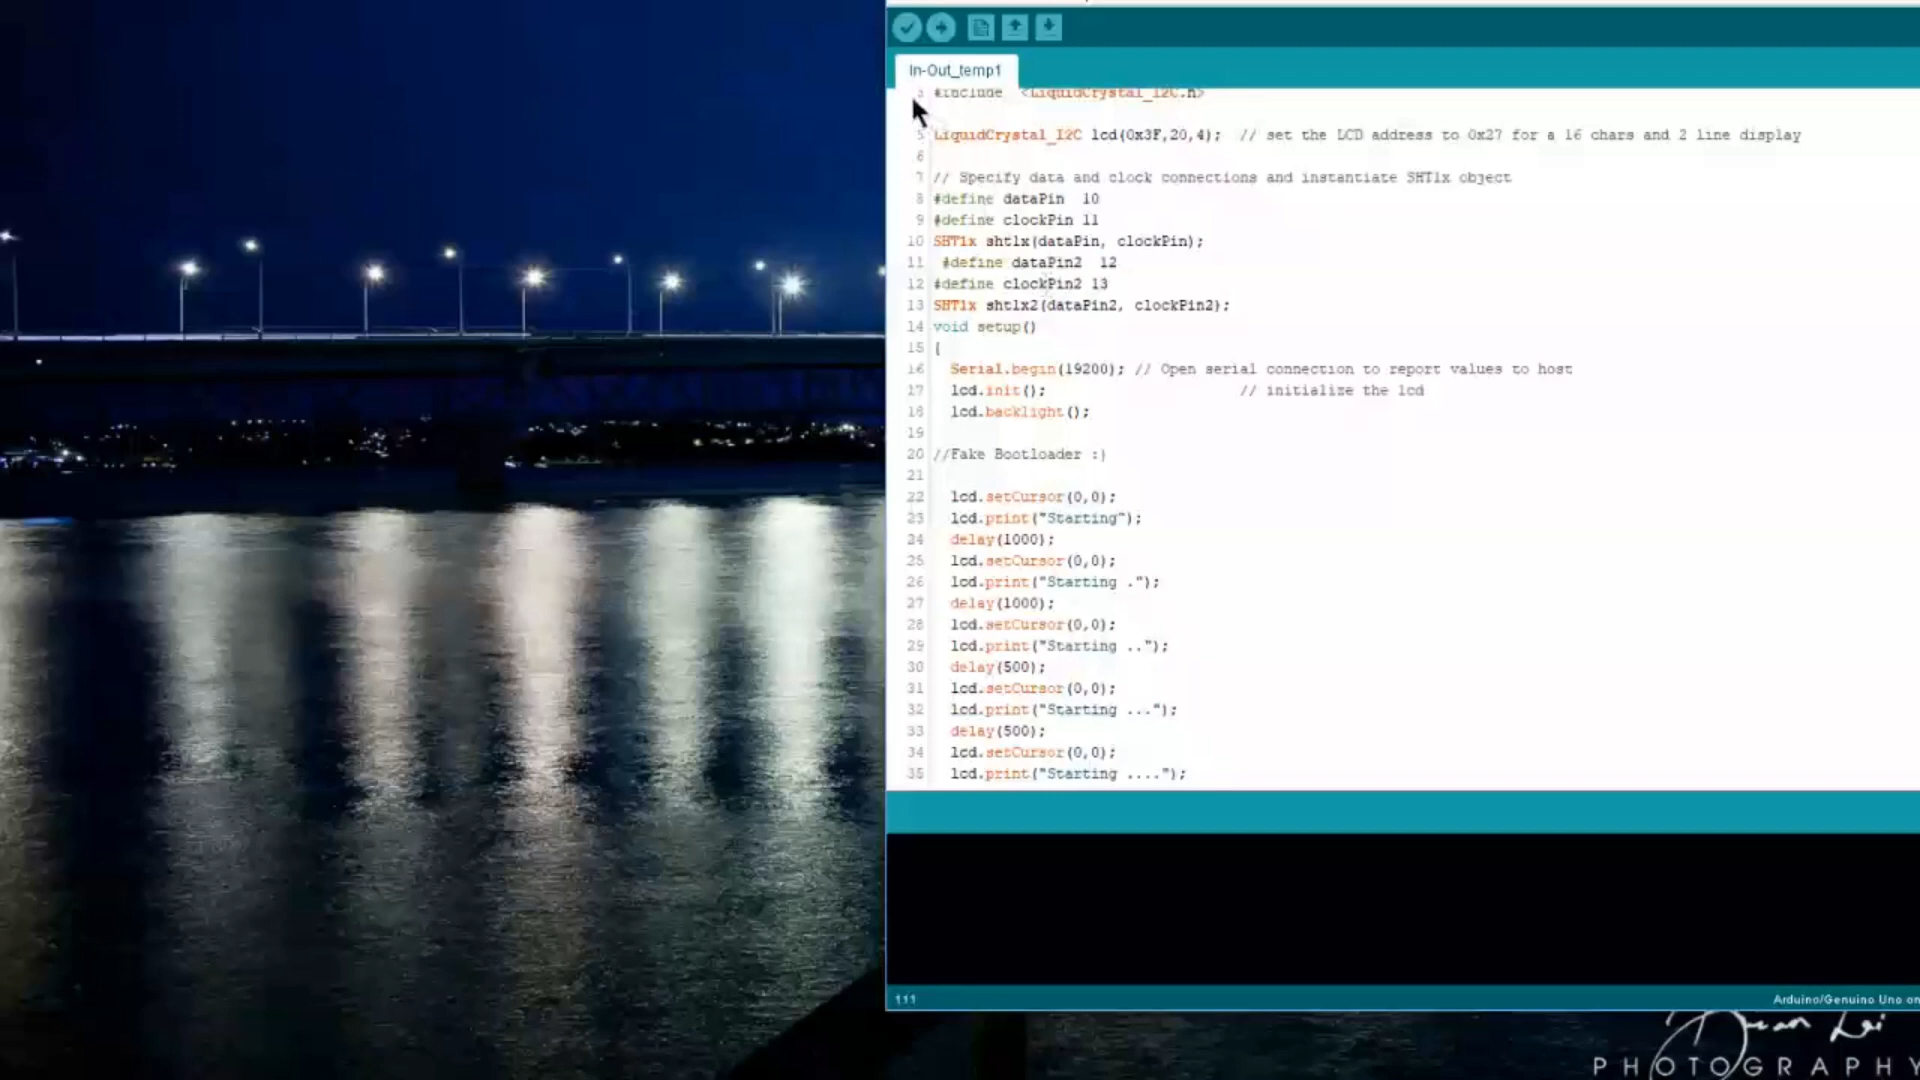 In-Out_temp1
3 #include <LiquidCrystal_I2C.h>
5 LiquidCrystal_I2C lcd(0x3F,20,4); // set the LCD address to 0x27 for a 16 chars and 2 line display
6
7 // Specify data and clock connections and instantiate SHT1x object
8 #define dataPin 10
9 #define clockPin 11
10 SHT1x sht1x(dataPin, clockPin);
11 #define dataPin2 12
12 #define clockPin2 13
13 SHT1x sht1x2(dataPin2, clockPin2);
14 void setup()
15 {
16 Serial.begin(19200); // Open serial connection to report values to host
17 lcd.init(); // initialize the lcd
18 lcd.backlight();
19
20 //Fake Bootloader :)
21
22 lcd.setCursor(0,0);
23 lcd.print("Starting");
24 delay(1000);
25 lcd.setCursor(0,0);
26 lcd.print("Starting .");
27 delay(1000);
28 lcd.setCursor(0,0);
29 lcd.print("Starting ..");
30 delay(500);
31 lcd.setCursor(0,0);
32 lcd.print("Starting ...");
33 delay(500);
34 lcd.setCursor(0,0);
35 lcd.print("Starting ....");
111
Arduino/Genuino Uno on
PHOTOGRAPHY